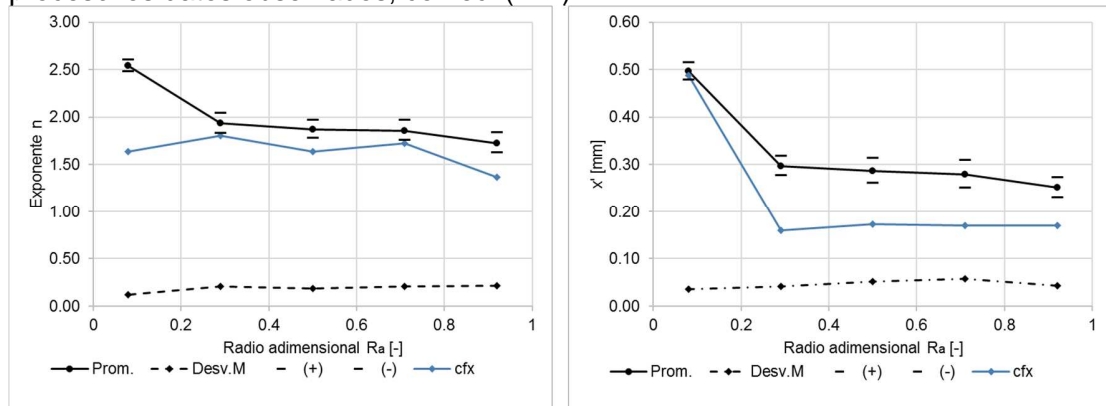 3.00
2.50
2.00
1.50
1.00
0.50
0.00
Exponente n
0 0.2 0.4 0.6 0.8 1
Radio adimensional Ra [-]
Prom. Desv.M (+) (-) cfx
0.60
0.50
0.40
0.30
0.20
0.10
0.00
x' [mm]
0 0.2 0.4 0.6 0.8 1
Radio adimensional Ra [-]
Prom. Desv.M (+) (-) cfx